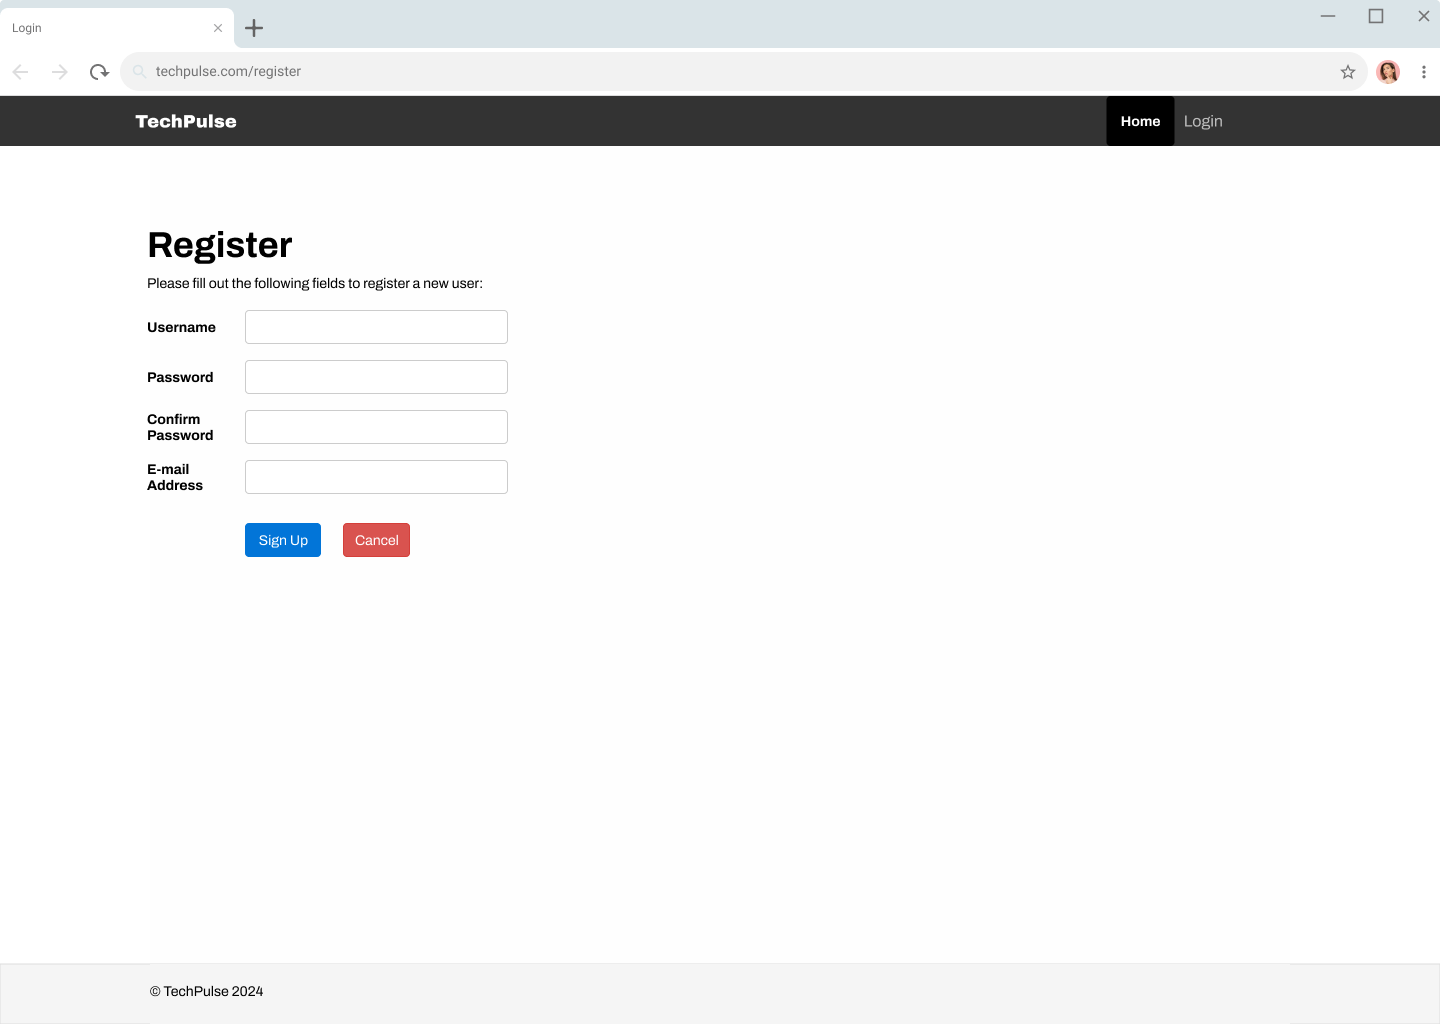 Login
techpulse.com/register
TechPulse
Home
Login
Register
Please fill out the following fields to register a new user:
Username
Password
Confirm
Password
E-mail
Address
Sign Up
Cancel
© TechPulse 2024